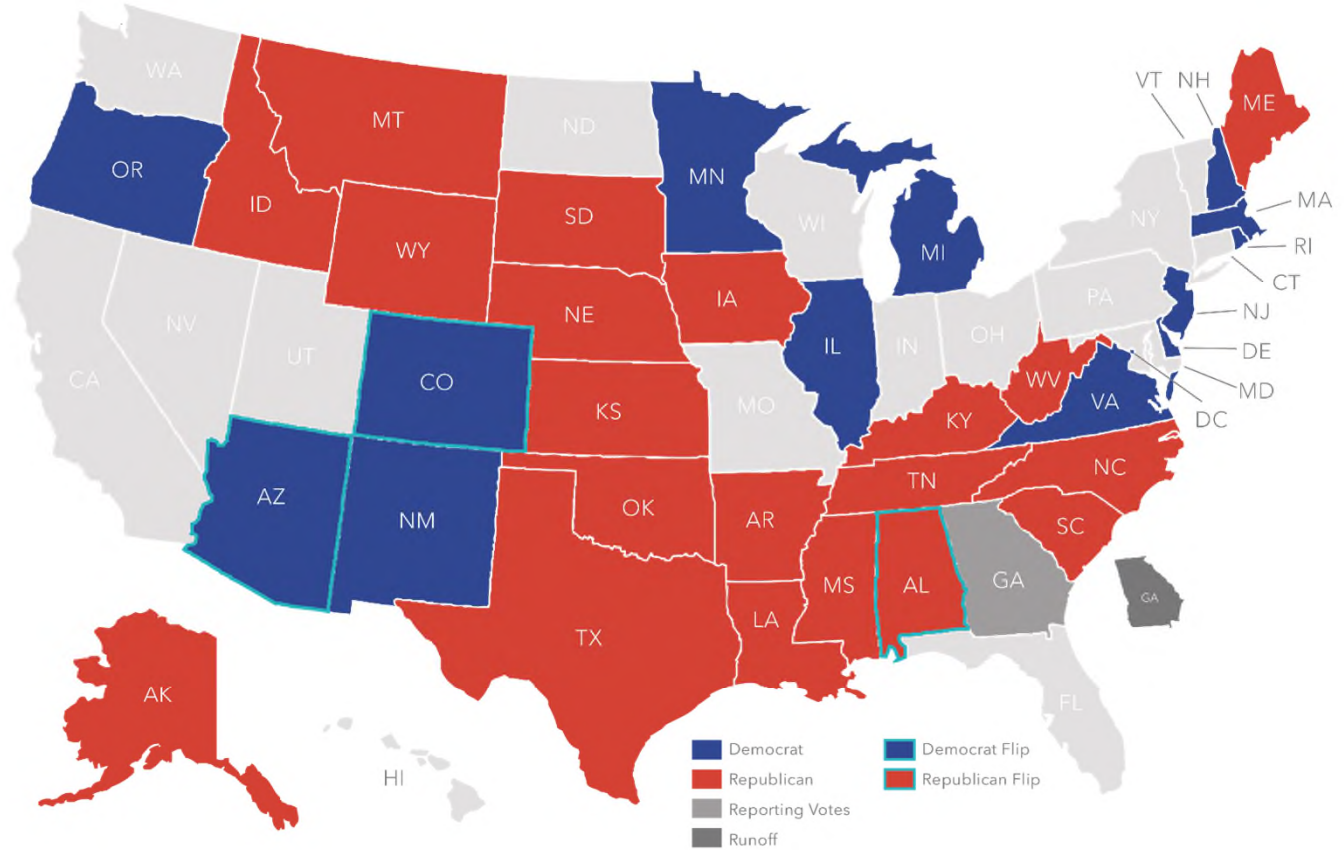 WA
VT
NH
ME
MT
ND
OR
MN
ID
SD
WI
NY
MA
WY
MI
RI
CT
IA
PA
NE
NJ
NV
UT
IL
IN
OH
DE
CA
CO
WV
MD
KS
MO
VA
DC
KY
NC
TN
AZ
NM
OK
AR
SC
MS
AL
GA
GA
LA
TX
AK
FL
HI
Democrat
Republican
Reporting Votes
Runoff
Democrat Flip
Republican Flip